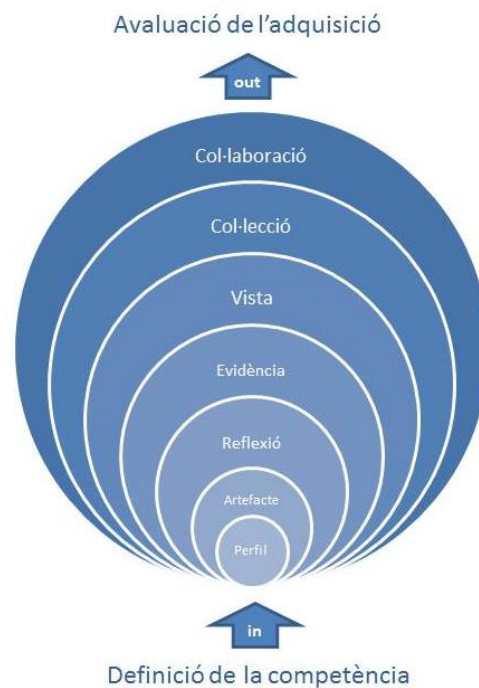 Avaluació de l'adquisició
out
Col·laboració
Col·lecció
Vista
Evidència
Reflexió
Artefacte
Perfil
in
Definició de la competència